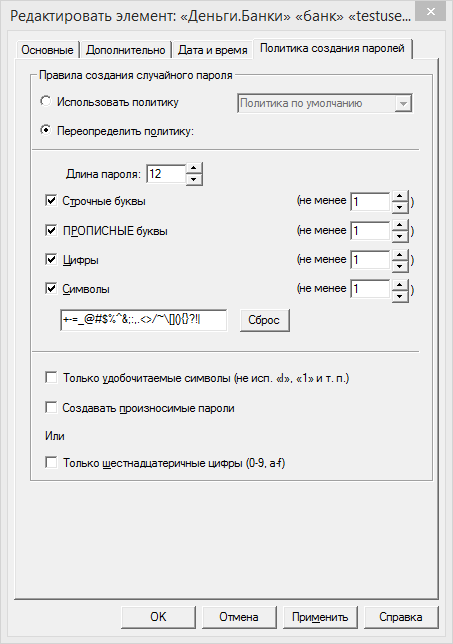 Редактировать элемент: «Деньги.Банки» «банк» «testuse...
Основные Дополнительно Дата и время Политика создания паролей
Правила создания случайного пароля
Использовать политику Политика по умолчанию
Переопределить политику:
Длина пароля: 12
Строчные буквы (не менее 1 )
ПРОПИСНЫЕ буквы (не менее 1 )
Цифры (не менее 1 )
Символы (не менее 1 )
+-=_@#$%^&;:,.<>/~\[](){}?!| Сброс
Только удобочитаемые символы (не исп. «l», «1» и т. п.)
Создавать произносимые пароли
Или
Только шестнадцатеричные цифры (0-9, a-f)
OK Отмена Применить Справка